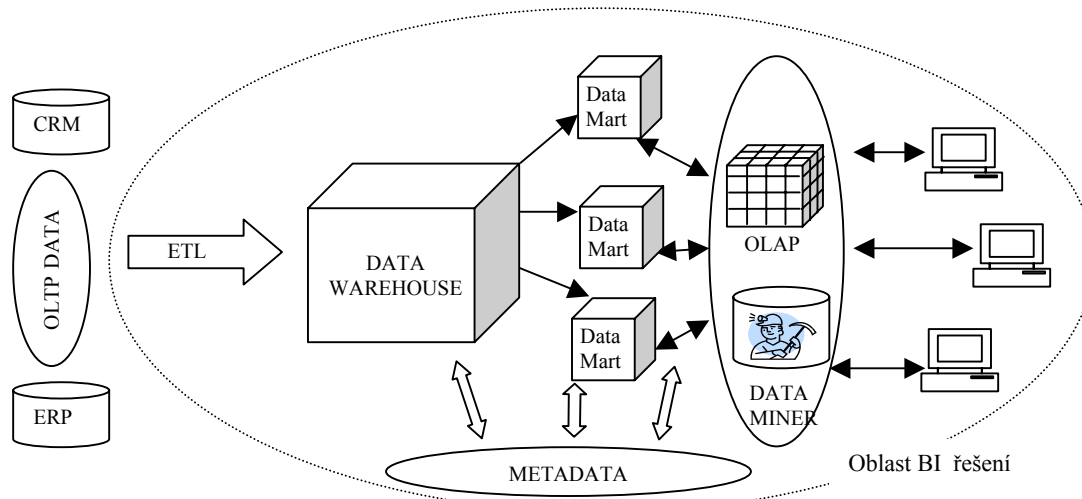 CRM
OLTP DATA
ERP
ETL
DATA
WAREHOUSE
Data
Mart
Data
Mart
Data
Mart
OLAP
DATA
MINER
METADATA
Oblast BI řešení